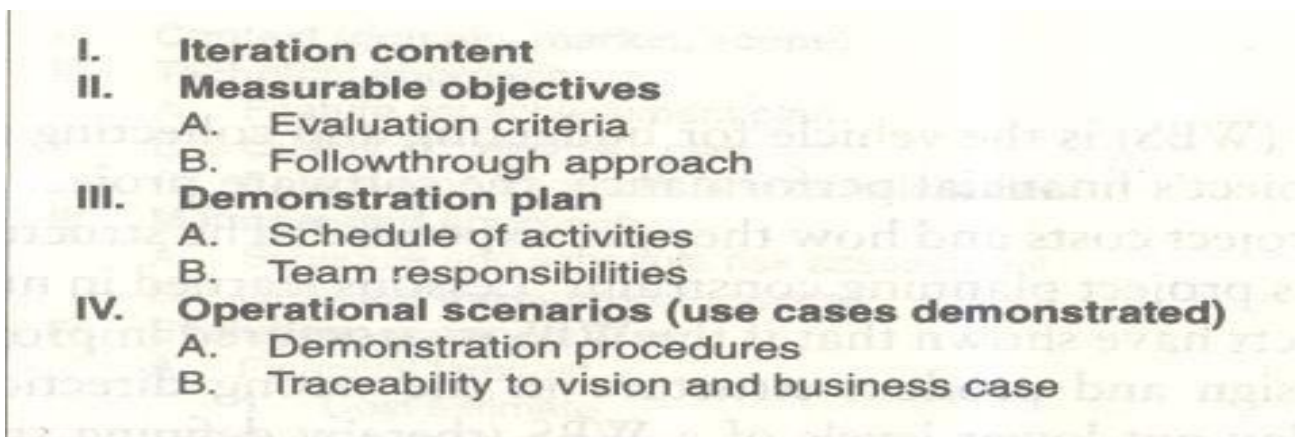 I. Iteration content
II. Measurable objectives
A. Evaluation criteria
B. Followthrough approach
III. Demonstration plan
A. Schedule of activities
B. Team responsibilities
IV. Operational scenarios (use cases demonstrated)
A. Demonstration procedures
B. Traceability to vision and business case